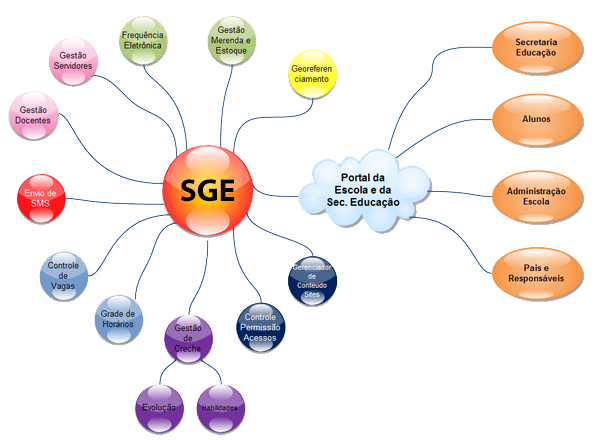 Frequência
Eletrônica
Gestão
Merenda e
Estoque
Gestão
Servidores
Georeferen
ciamento
Secretaria
Educação
Gestão
Docentes
Alunos
SGE
Portal da
Escola e da
Sec. Educação
Envio de
SMS
Administração
Escola
Controle
de
Vagas
Gerenciador
de
Conteudo
Sites
Pais e
Responsáveis
Grade de
Horários
Gestão
de
Creche
Controle
Permissão
Acessos
Evolução
Habilidades